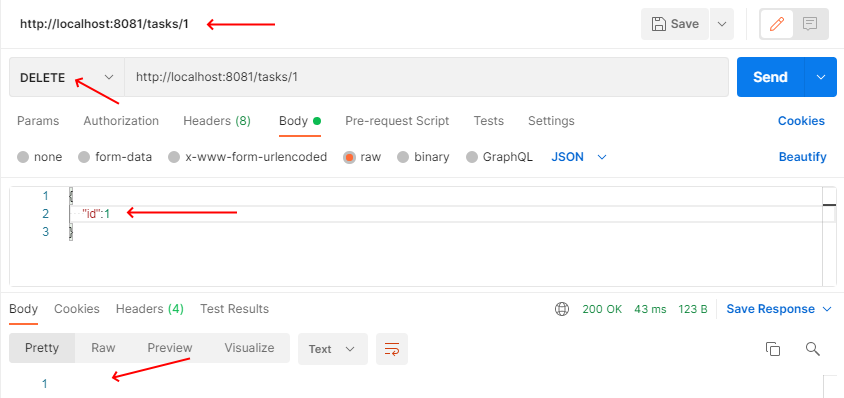 http://localhost:8081/tasks/1 Save
DELETE http://localhost:8081/tasks/1 Send
Params Authorization Headers (8) Body Pre-request Script Tests Settings Cookies
none form-data x-www-form-urlencoded raw binary GraphQL JSON Beautify
1 {
2 "id":1
3 }
Body Cookies Headers (4) Test Results 200 OK 43 ms 123 B Save Response
Pretty Raw Preview Visualize Text
1